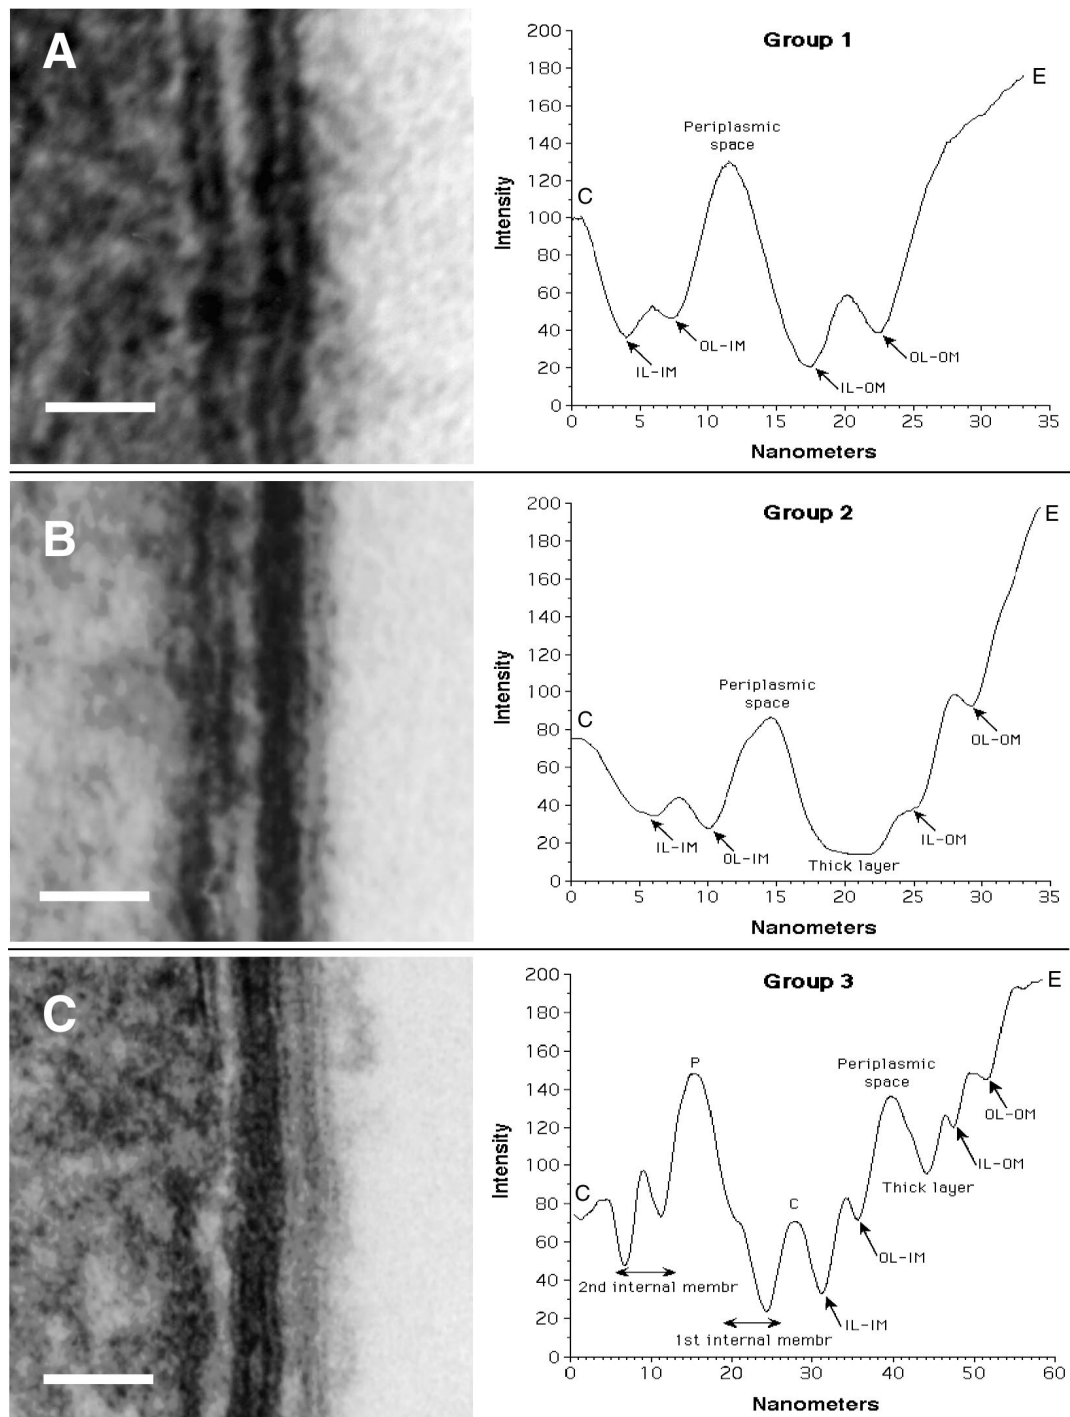 A
Group 1
200
180
160
140
120
100
80
60
40
20
0
Intensity
C
Periplasmic
space
E
IL-IM
OL-IM
IL-OM
OL-OM
0 5 10 15 20 25 30 35
Nanometers
B
Group 2
200
180
160
140
120
100
80
60
40
20
0
Intensity
C
Periplasmic
space
E
IL-IM
OL-IM
Thick layer
IL-OM
OL-OM
0 5 10 15 20 25 30 35
Nanometers
C
Group 3
200
180
160
140
120
100
80
60
40
20
0
Intensity
C
P
C
Periplasmic
space
E
2nd internal membr
1st internal membr
IL-IM
OL-IM
Thick layer
IL-OM
OL-OM
0 10 20 30 40 50 60
Nanometers